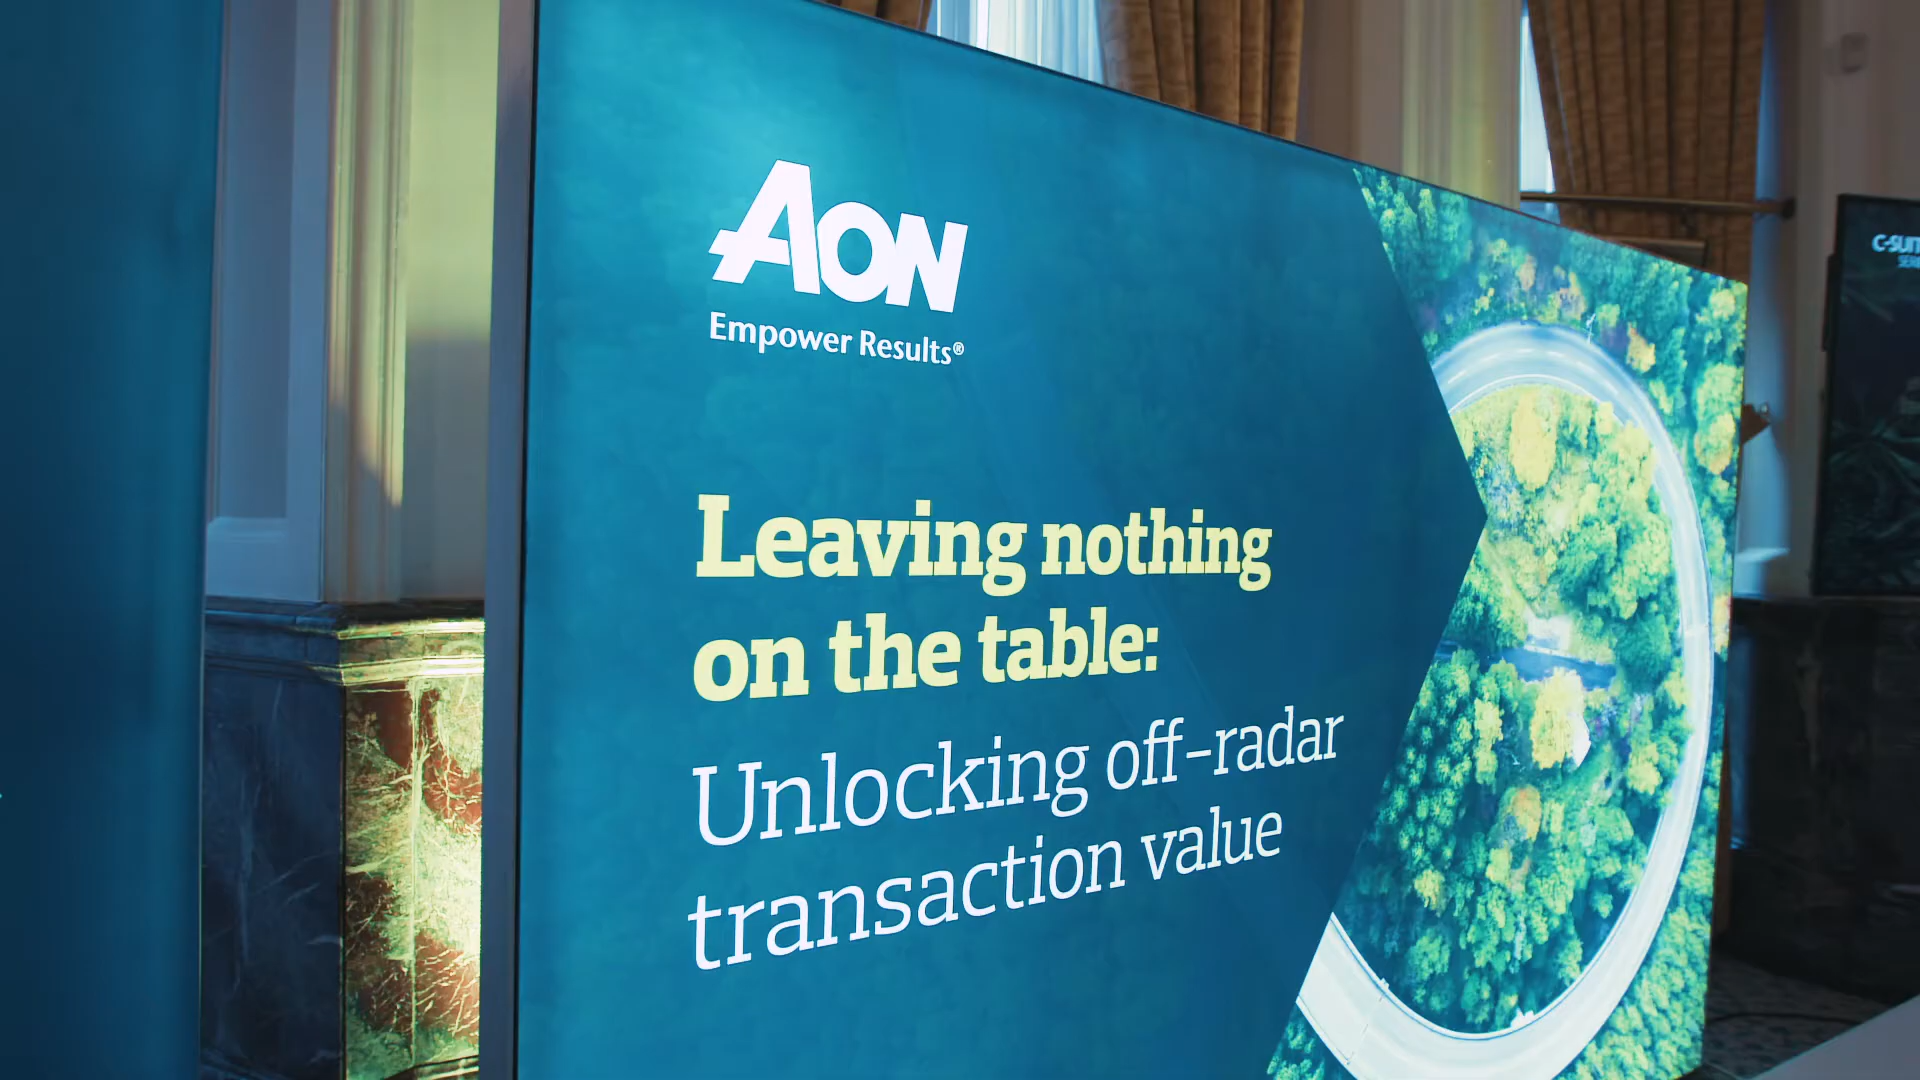 AON
Empower Results®
Leaving nothing
on the table:
Unlocking off-radar
transaction value